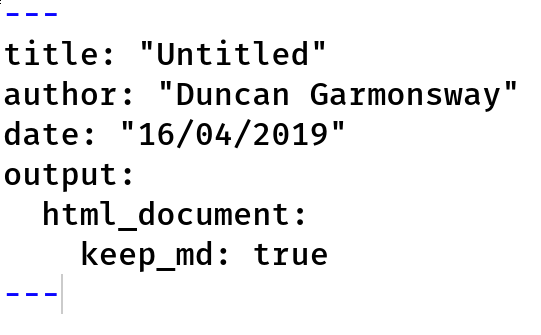 ---
title: "Untitled"
author: "Duncan Garmonsway"
date: "16/04/2019"
output:
  html_document:
    keep_md: true
---